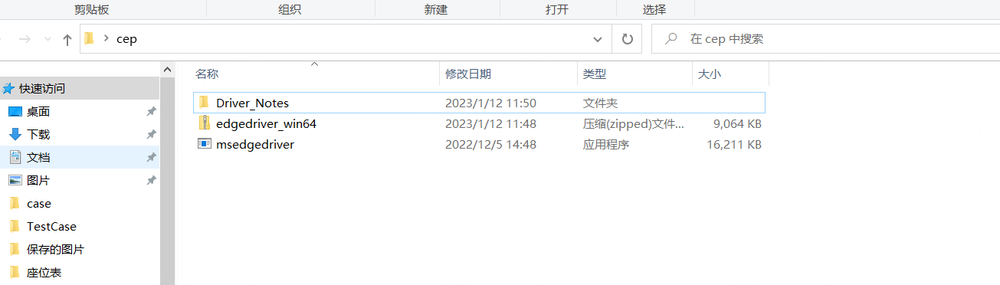 剪贴板 组织 新建 打开 选择
cep
在 cep 中搜索
名称 修改日期 类型 大小
快速访问
桌面
下载
文档
图片
case
TestCase
保存的图片
座位表
Driver_Notes 2023/1/12 11:50 文件夹
edgedriver_win64 2023/1/12 11:48 压缩(zipped)文件... 9,064 KB
msedgedriver 2022/12/5 14:48 应用程序 16,211 KB